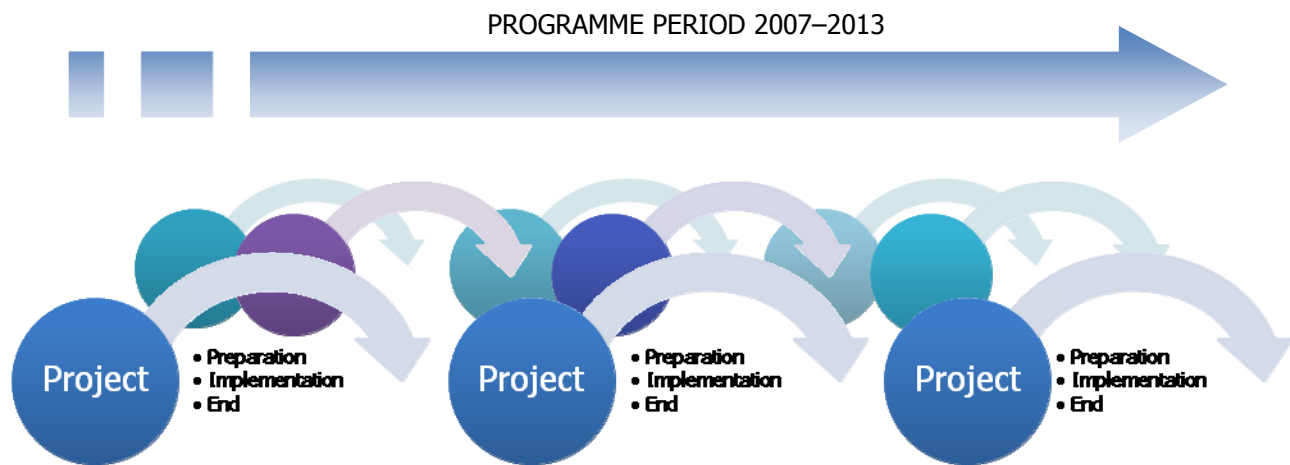 PROGRAMME PERIOD 2007–2013
Project
• Preparation
• Implementation
• End
Project
• Preparation
• Implementation
• End
Project
• Preparation
• Implementation
• End